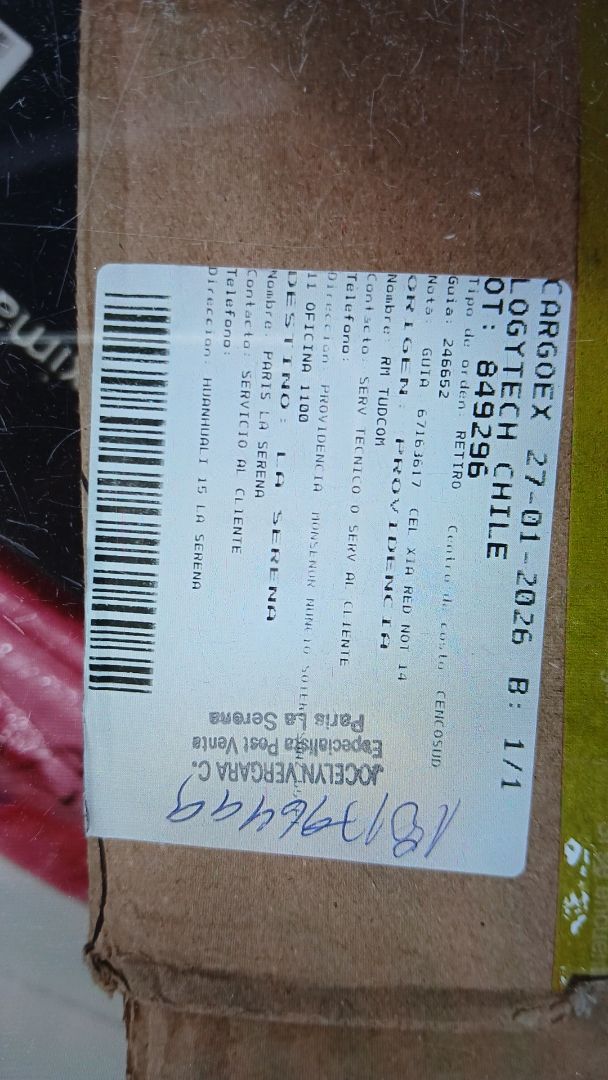 CARGOEX 27-01-2026 B: 1/1
LOGYTECH CHILE
OT: 849296
Tipo de orden RETIRO Centro de costo CENCOSUD
Guia: 246652
Nota: GUIA 67163617 CEL XIA RED NOT 14
ORIGEN: PROVIDENCIA
Nombre: RM TUDCOM
Contacto: SERV TECNICO O SERV AL CLIENTE
Telefono:
Direccion: PROVIDENCIA MONSENOR NUNCIO
11 OFICINA 1100
DESTINO: LA SERENA
Nombre: PARIS LA SERENA
Contacto: SERVICIO AL CLIENTE
Telefono:
Direccion: HUANHUALI 15 LA SERENA
JOCELYN VERGARA C.
Especialista Post Venta
Paris La Serena